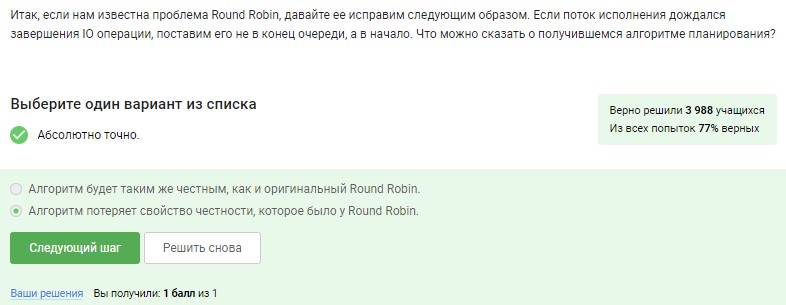 Итак, если нам известна проблема Round Robin, давайте ее исправим следующим образом. Если поток исполнения дождался
завершения IO операции, поставим его не в конец очереди, а в начало. Что можно сказать о получившемся алгоритме планирования?
Выберите один вариант из списка
Абсолютно точно.
Верно решили 3 988 учащихся
Из всех попыток 77% верных
Алгоритм будет таким же честным, как и оригинальный Round Robin.
Алгоритм потеряет свойство честности, которое было у Round Robin.
Следующий шаг
Решить снова
Ваши решения Вы получили: 1 балл из 1